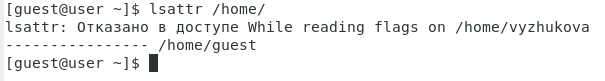 [guest@user ~]$ lsattr /home/
lsattr: Отказано в доступе While reading flags on /home/vyzhukova
---------------- /home/guest
[guest@user ~]$